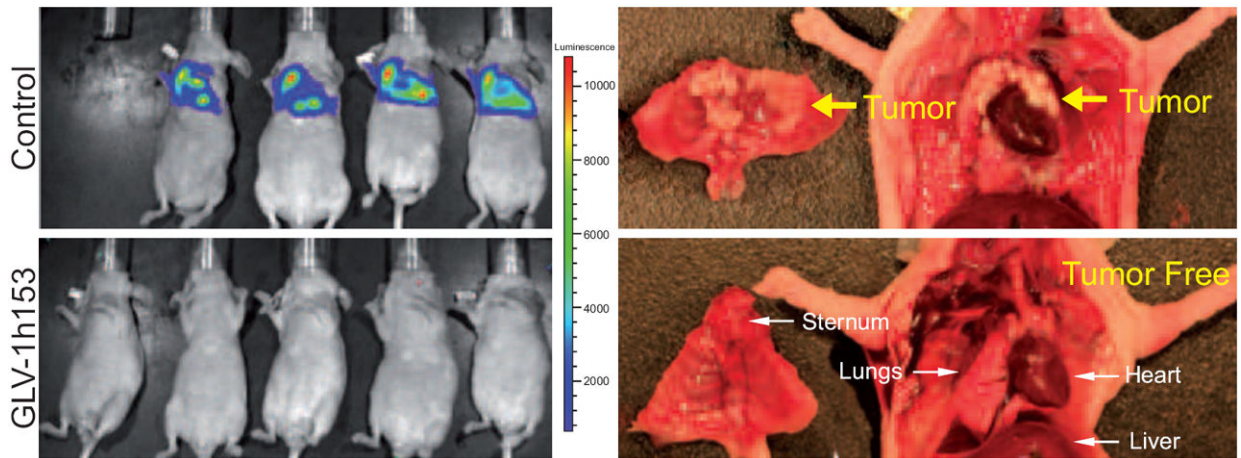 Control
Luminescence
10000
8000
6000
4000
2000
Tumor
Tumor
GLV-1h153
Tumor Free
Sternum
Lungs
Heart
Liver